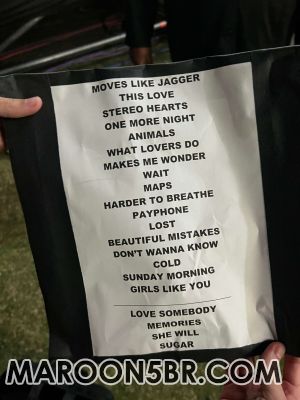 MOVES LIKE JAGGER
THIS LOVE
STEREO HEARTS
ONE MORE NIGHT
ANIMALS
WHAT LOVERS DO
MAKES ME WONDER
WAIT
MAPS
HARDER TO BREATHE
PAYPHONE
LOST
BEAUTIFUL MISTAKES
DON'T WANNA KNOW
COLD
SUNDAY MORNING
GIRLS LIKE YOU
LOVE SOMEBODY
MEMORIES
SHE WILL
SUGAR
MAROON5BR.COM